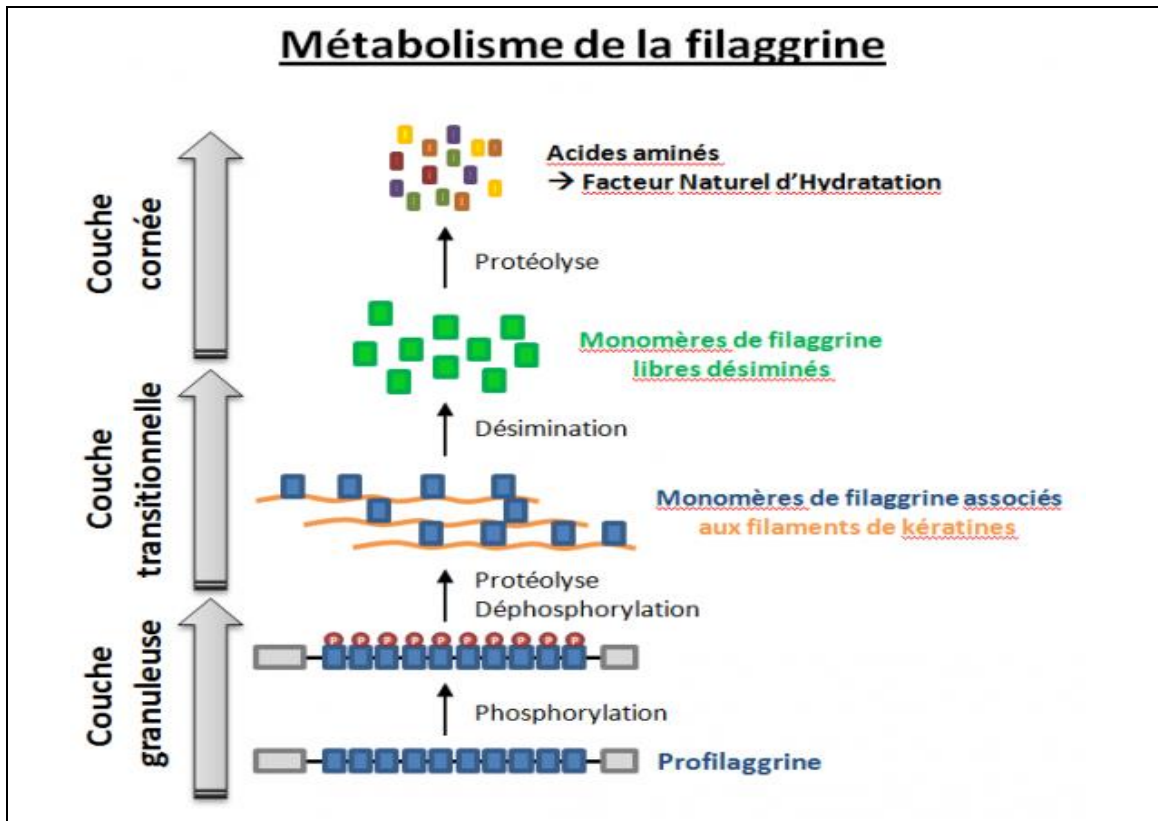 Métabolisme de la filaggrine
Couche
cornée
Acides aminés
→ Facteur Naturel d'Hydratation
Protéolyse
Monomères de filaggrine
libres désiminés
Couche
transitionnelle
Désimination
Monomères de filaggrine associés
aux filaments de kératines
Protéolyse
Déphosphorylation
Couche
granuleuse
P P P P P P P P P P
Phosphorylation
Profilaggrine